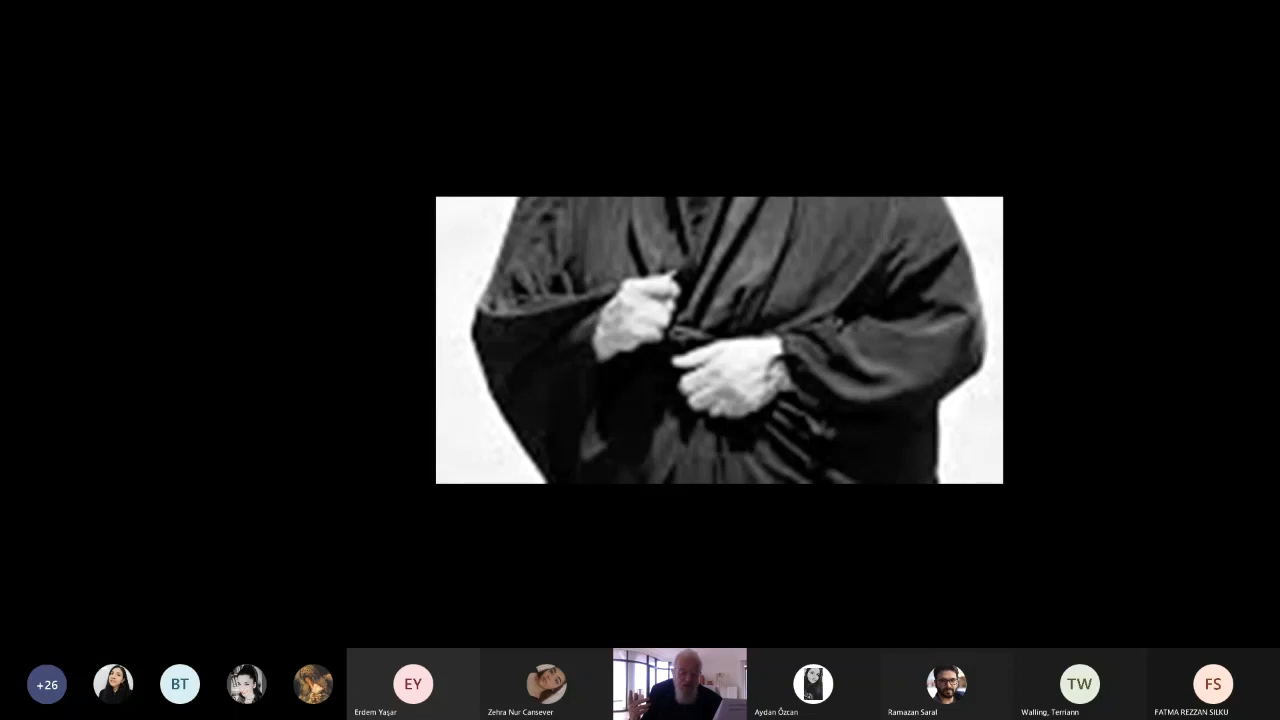 +26
BT
EY
Erdem Yaşar
Zehra Nur Cansever
Aydan Özcan
Ramazan Saral
TW
Walling, Terriann
FS
FATMA REZZAN SILKU